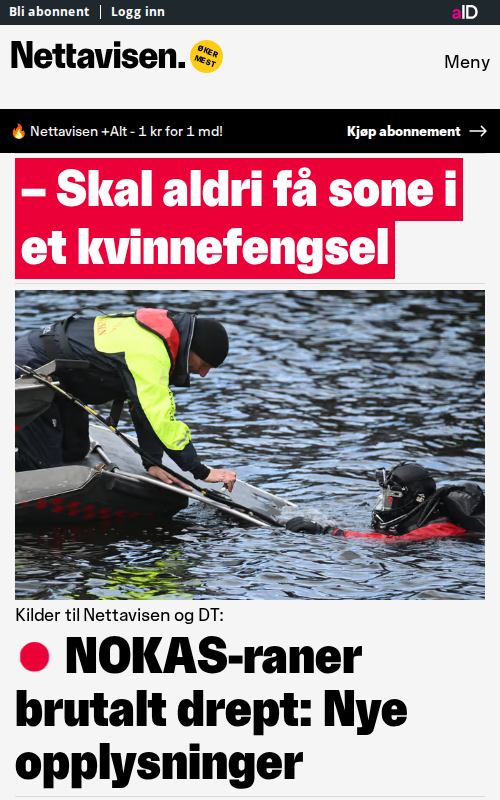 Bli abonnent | Logg inn
aID
Nettavisen.
ØKER
MEST
Meny
🔥 Nettavisen +Alt - 1 kr for 1 md!
Kjøp abonnement →
– Skal aldri få sone i
et kvinnefengsel
Kilder til Nettavisen og DT:
NOKAS-raner
brutalt drept: Nye
opplysninger